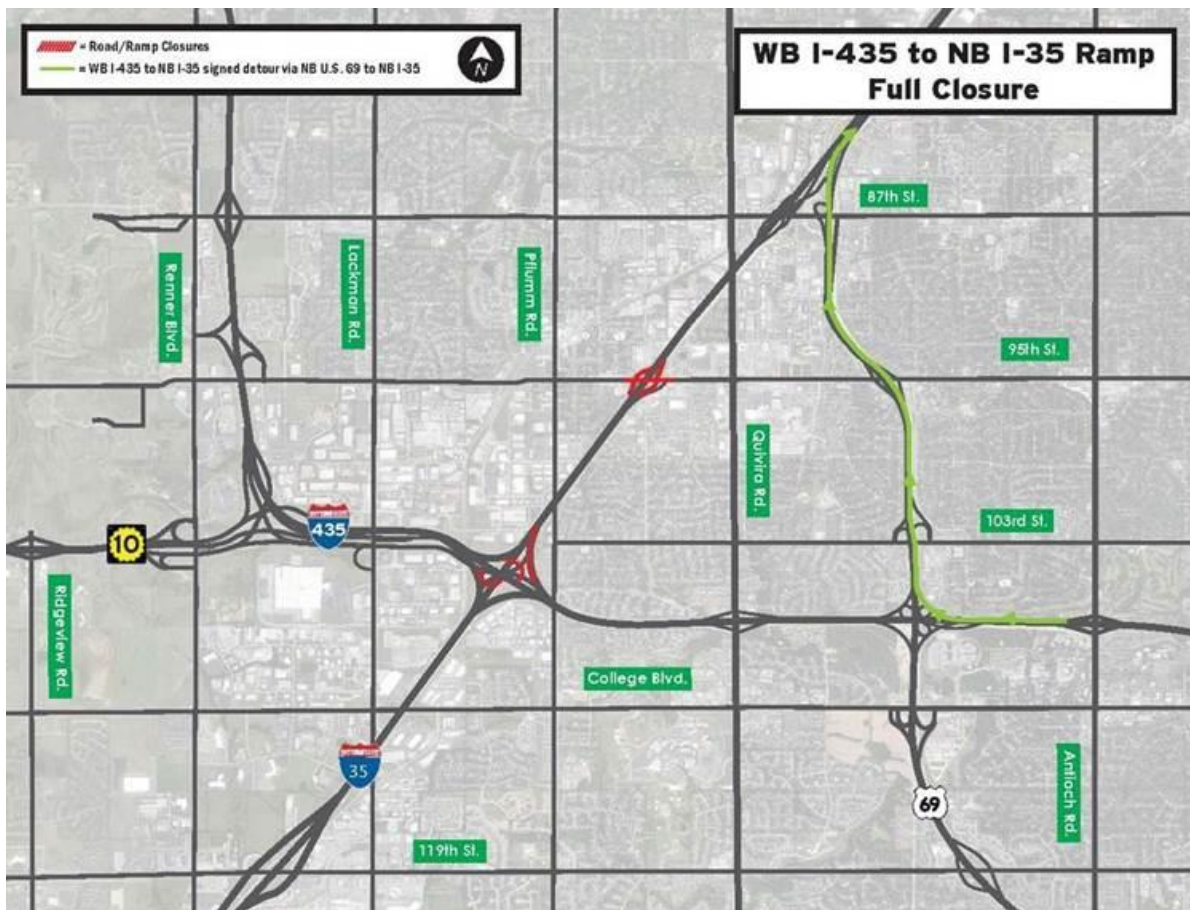 = Road/Ramp Closures
= WB I-435 to NB I-35 signed detour via NB U.S. 69 to NB I-35
N
WB I-435 to NB I-35 Ramp
Full Closure
87th St.
Renner Blvd.
Lackman Rd.
Pflumm Rd.
95th St.
Quivira Rd.
103rd St.
435
10
Ridgeview Rd.
College Blvd.
35
69
Antioch Rd.
119th St.